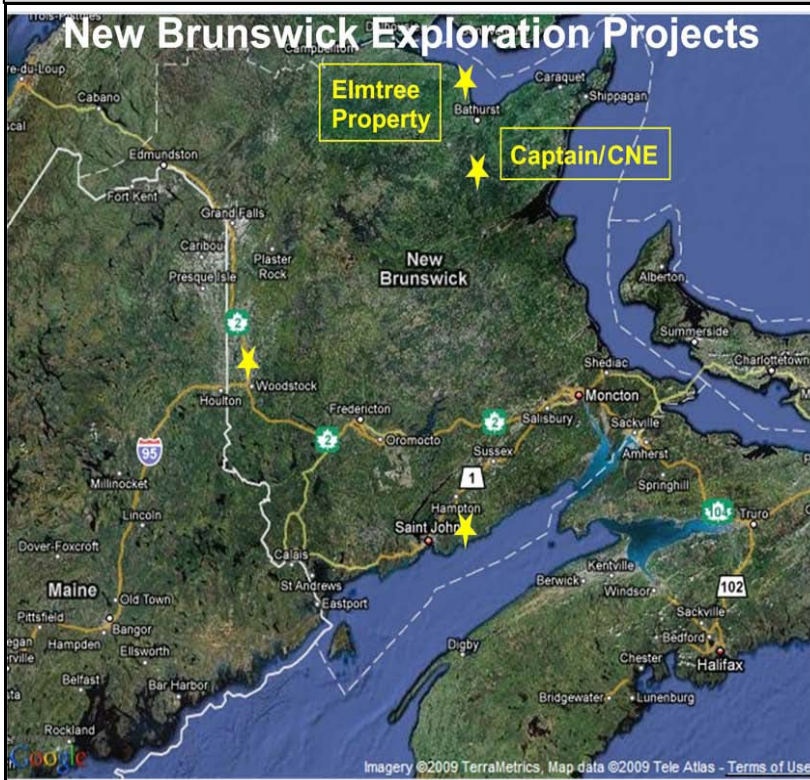 New Brunswick Exploration Projects
Campbellton
re-du-Loup
Cabano
Elmtree
Property
Bathurst
Caraquet
Shippagan
Captain/CNE
Edmundston
Fort Kent
Grand Falls
Caribou
Presque Isle
Plaster
Rock
New
Brunswick
Alberton
Summerside
Charlottetown
2
Woodstock
Houlton
Shediac
Moncton
Fredericton
2
Oromocto
2
Salisbury
Sackville
Sussex
Amherst
95
1
Springhill
Millinocket
Hampton
Lincoln
Saint John
104
Truro
Dover-Foxcroft
Calais
St Andrews
Eastport
Kentville
Berwick
Windsor
102
Maine
Old Town
Pittsfield
Bangor
Hampden
Ellsworth
Sackville
Bedford
Digby
Chester
Halifax
Belfast
Bar Harbor
Bridgewater
Lunenburg
Rockland
Google
Imagery ©2009 TerraMetrics, Map data ©2009 Tele Atlas - Terms of Use